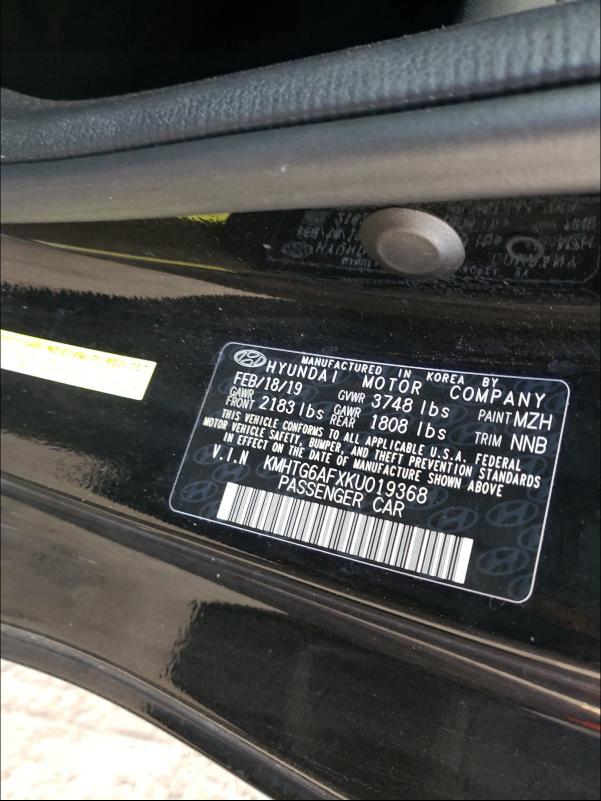 MANUFACTURED IN KOREA BY
HYUNDAI MOTOR COMPANY
FEB/18/19 GVWR 3748 lbs PAINT MZH
GAWR FRONT 2183 lbs GAWR REAR 1808 lbs TRIM NNB
THIS VEHICLE CONFORMS TO ALL APPLICABLE U.S.A. FEDERAL
MOTOR VEHICLE SAFETY, BUMPER, AND THEFT PREVENTION STANDARDS
IN EFFECT ON THE DATE OF MANUFACTURE SHOWN ABOVE
V.I.N KMHTG6AFXKU019368
PASSENGER CAR